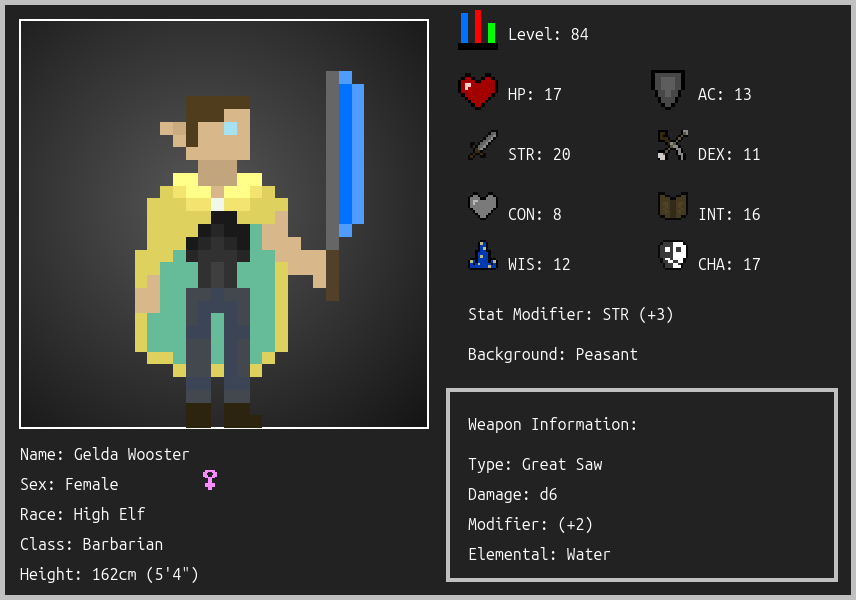 Level: 84
HP: 17
AC: 13
STR: 20
DEX: 11
CON: 8
INT: 16
WIS: 12
CHA: 17
Stat Modifier: STR (+3)
Background: Peasant
Weapon Information:
Type: Great Saw
Damage: d6
Modifier: (+2)
Elemental: Water
Name: Gelda Wooster
Sex: Female
Race: High Elf
Class: Barbarian
Height: 162cm (5'4")